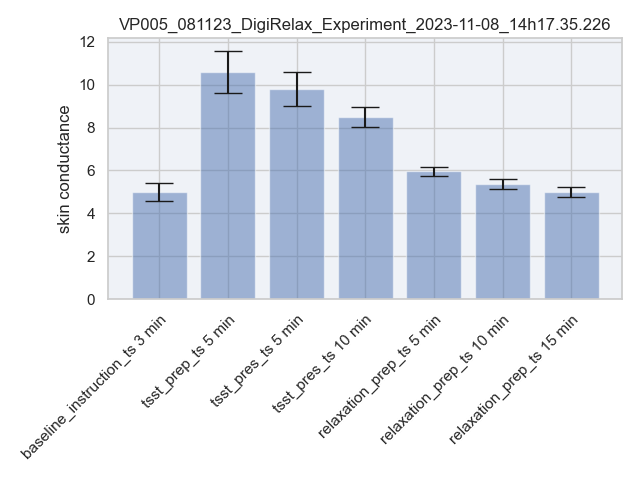 VP005_081123_DigiRelax_Experiment_2023-11-08_14h17.35.226
12
10
8
6
4
2
0
skin conductance
baseline_instruction_ts 3 min
tsst_prep_ts 5 min
tsst_pres_ts 5 min
tsst_pres_ts 10 min
relaxation_prep_ts 5 min
relaxation_prep_ts 10 min
relaxation_prep_ts 15 min